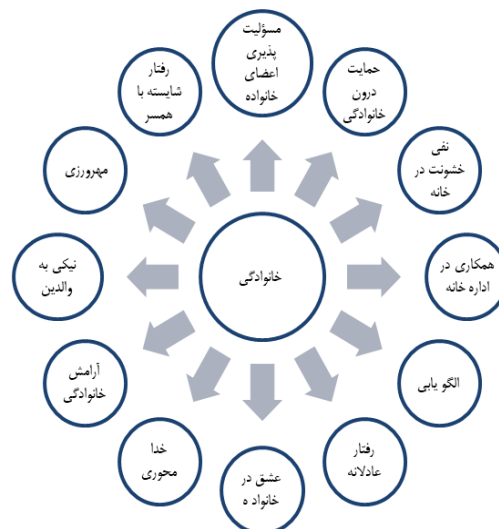 مسؤلیت
پذیری
اعضای
خانواده
حمایت
درون
خانوادگی
نفی
خشونت در
خانه
همکاری در
اداره خانه
الگو یابی
رفتار
عادلانه
عشق در
خانواد ه
خدا
محوری
آرامش
خانوادگی
نیکی به
والدین
مهرورزی
رفتار
شایسته با
همسر
خانوادگی